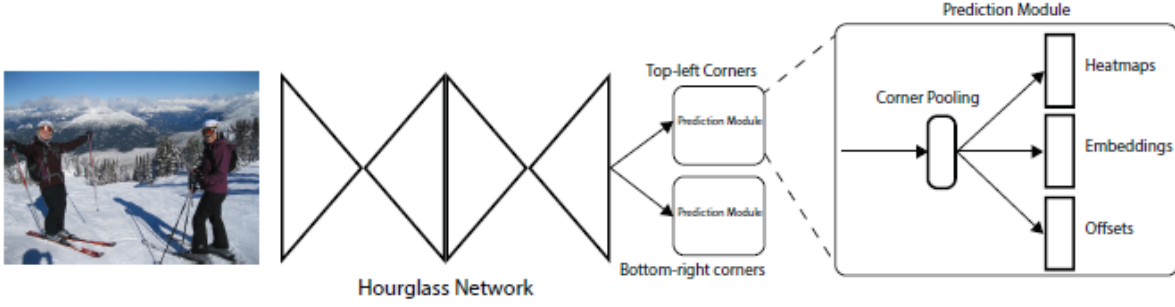 Prediction Module
Top-left Corners
Heatmaps
Corner Pooling
Prediction Module
Embeddings
Prediction Module
Offsets
Bottom-right corners
Hourglass Network